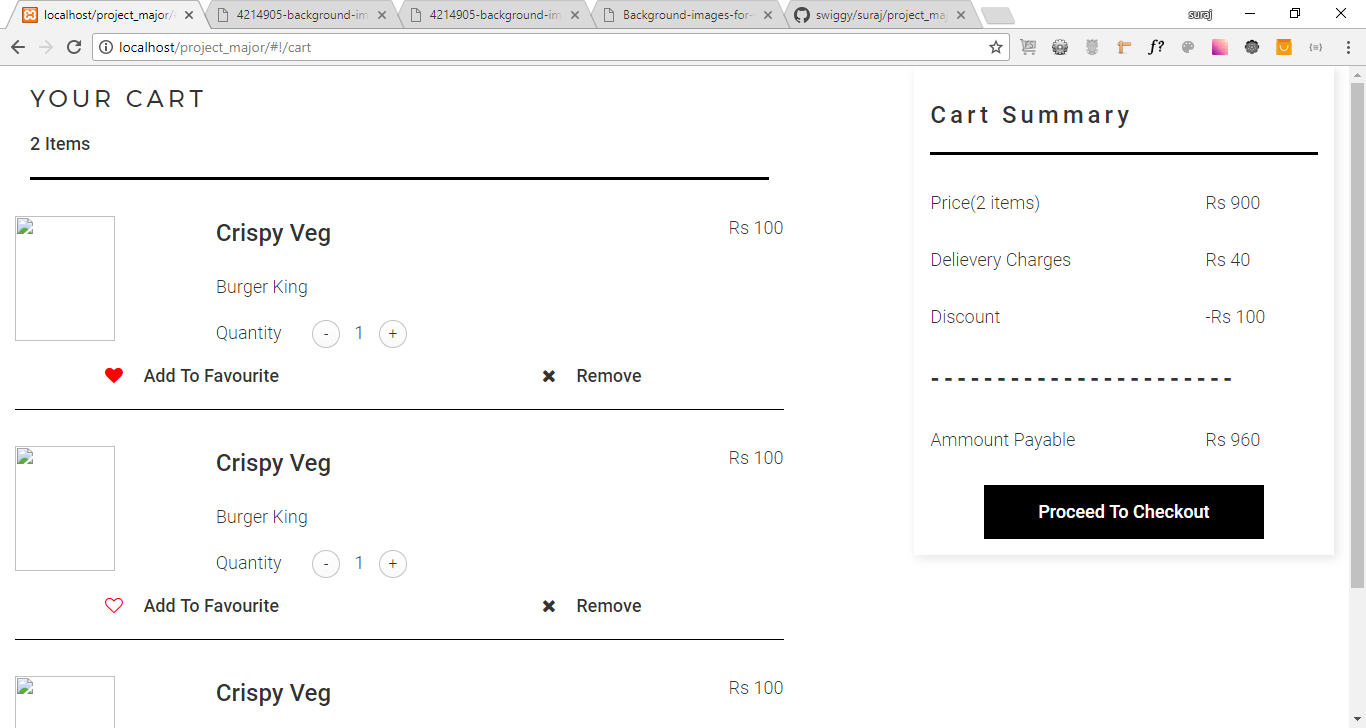 localhost/project_major/
4214905-background-im
4214905-background-im
Background-images-for-
swiggy/suraj/project_ma
suraj
localhost/project_major/#!/cart
f?
YOUR CART
2 Items
Crispy Veg
Rs 100
Burger King
Quantity - 1 +
Add To Favourite
Remove
Crispy Veg
Rs 100
Burger King
Quantity - 1 +
Add To Favourite
Remove
Crispy Veg
Rs 100
Cart Summary
Price(2 items) Rs 900
Delievery Charges Rs 40
Discount -Rs 100
- - - - - - - - - - - - - - - - - - - - - - -
Ammount Payable Rs 960
Proceed To Checkout